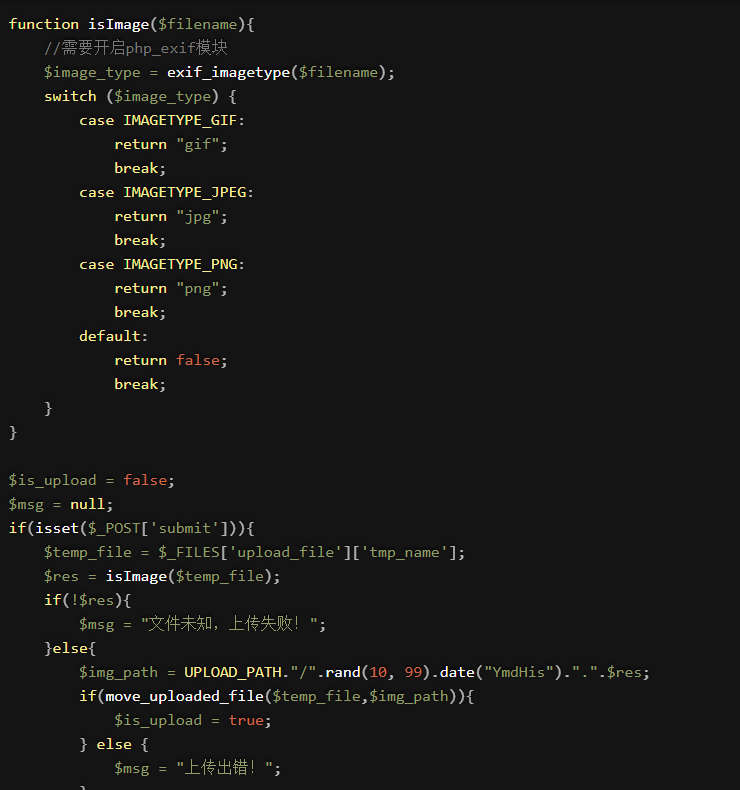 function isImage($filename){
    //需要开启php_exif模块
    $image_type = exif_imagetype($filename);
    switch ($image_type) {
        case IMAGETYPE_GIF:
            return "gif";
            break;
        case IMAGETYPE_JPEG:
            return "jpg";
            break;
        case IMAGETYPE_PNG:
            return "png";
            break;
        default:
            return false;
            break;
    }
}

$is_upload = false;
$msg = null;
if(isset($_POST['submit'])){
    $temp_file = $_FILES['upload_file']['tmp_name'];
    $res = isImage($temp_file);
    if(!$res){
        $msg = "文件未知，上传失败！";
    }else{
        $img_path = UPLOAD_PATH."/".rand(10, 99).date("YmdHis").".".$res;
        if(move_uploaded_file($temp_file,$img_path)){
            $is_upload = true;
        } else {
            $msg = "上传出错！";
        }